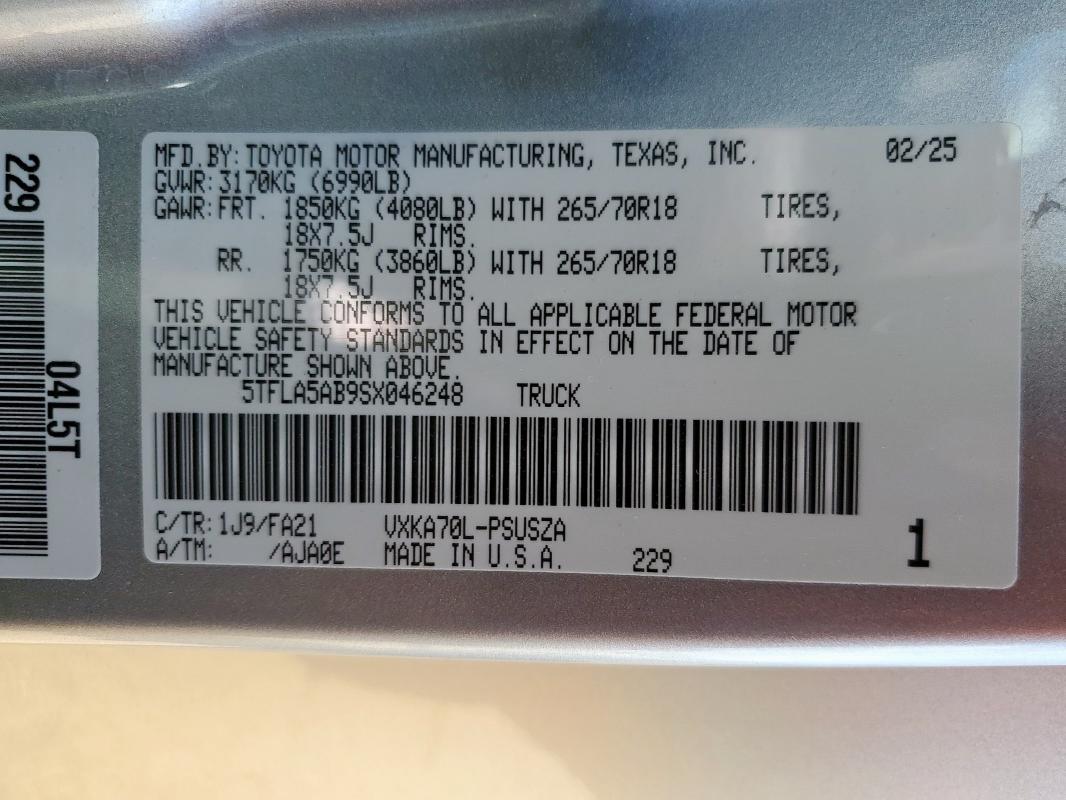 229
04L5T
MFD.BY:TOYOTA MOTOR MANUFACTURING, TEXAS, INC. 02/25
GVWR:3170KG (6990LB)
GAWR:FRT. 1850KG (4080LB) WITH 265/70R18 TIRES,
18X7.5J RIMS.
RR. 1750KG (3860LB) WITH 265/70R18 TIRES,
18X7.5J RIMS.
THIS VEHICLE CONFORMS TO ALL APPLICABLE FEDERAL MOTOR
VEHICLE SAFETY STANDARDS IN EFFECT ON THE DATE OF
MANUFACTURE SHOWN ABOVE.
5TFLA5AB9SX046248 TRUCK
C/TR:1J9/FA21 VXKA70L-PSUSZA 1
A/TM: /AJA0E MADE IN U.S.A. 229